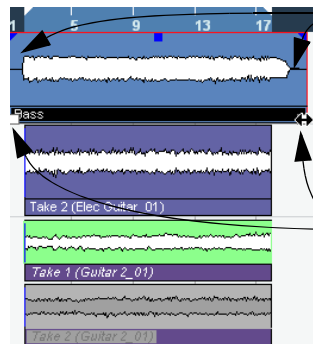 1 5 9 13 17
Bass
Take 2 (Elec Guitar_01)
Take 1 (Guitar 2_01)
Take 2 (Guitar 2_01)